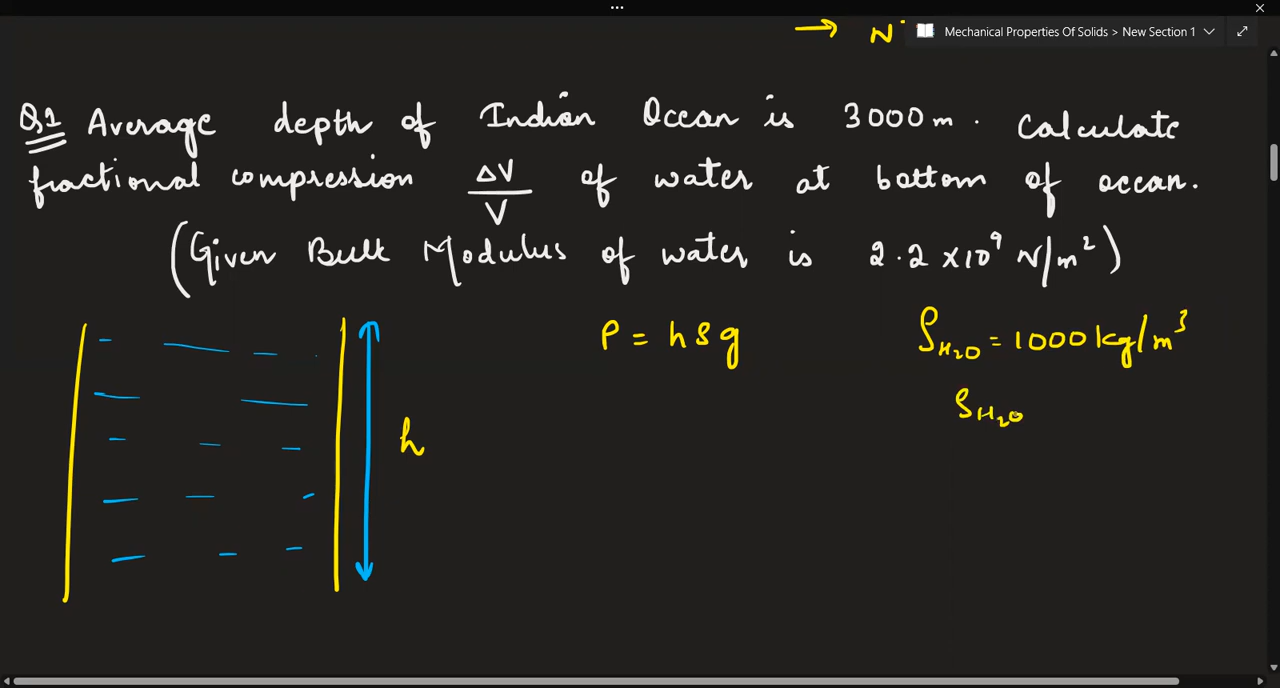 ...
→ N
Mechanical Properties Of Solids > New Section 1
Q1 Average depth of Indian Ocean is 3000m. Calculate
fractional compression ΔV/V of water at bottom of ocean.
(Given Bulk Modulus of water is 2.2 x10⁹ N/m²)
P = hρg
ρH₂O = 1000 kg/m³
ρH₂O
h